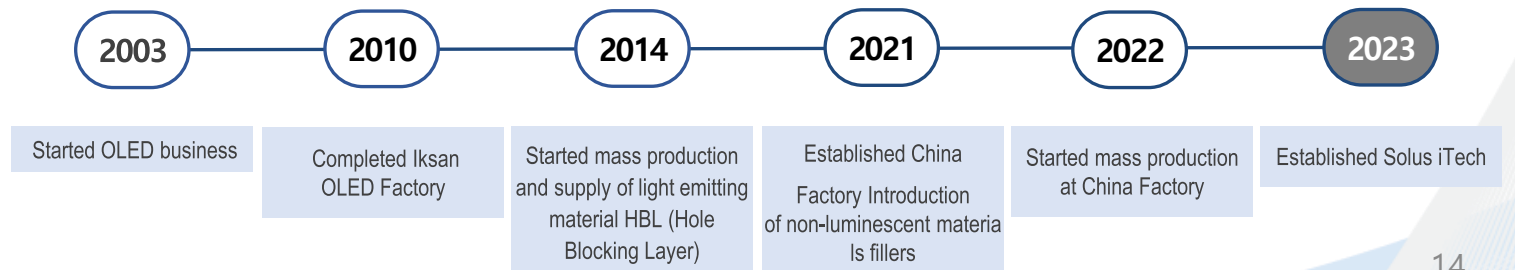 2003
2010
2014
2021
2022
2023
Started OLED business
Completed Iksan
OLED Factory
Started mass production
and supply of light emitting
material HBL (Hole
Blocking Layer)
Established China
Factory Introduction
of non-luminescent materia
ls fillers
Started mass production
at China Factory
Established Solus iTech
14